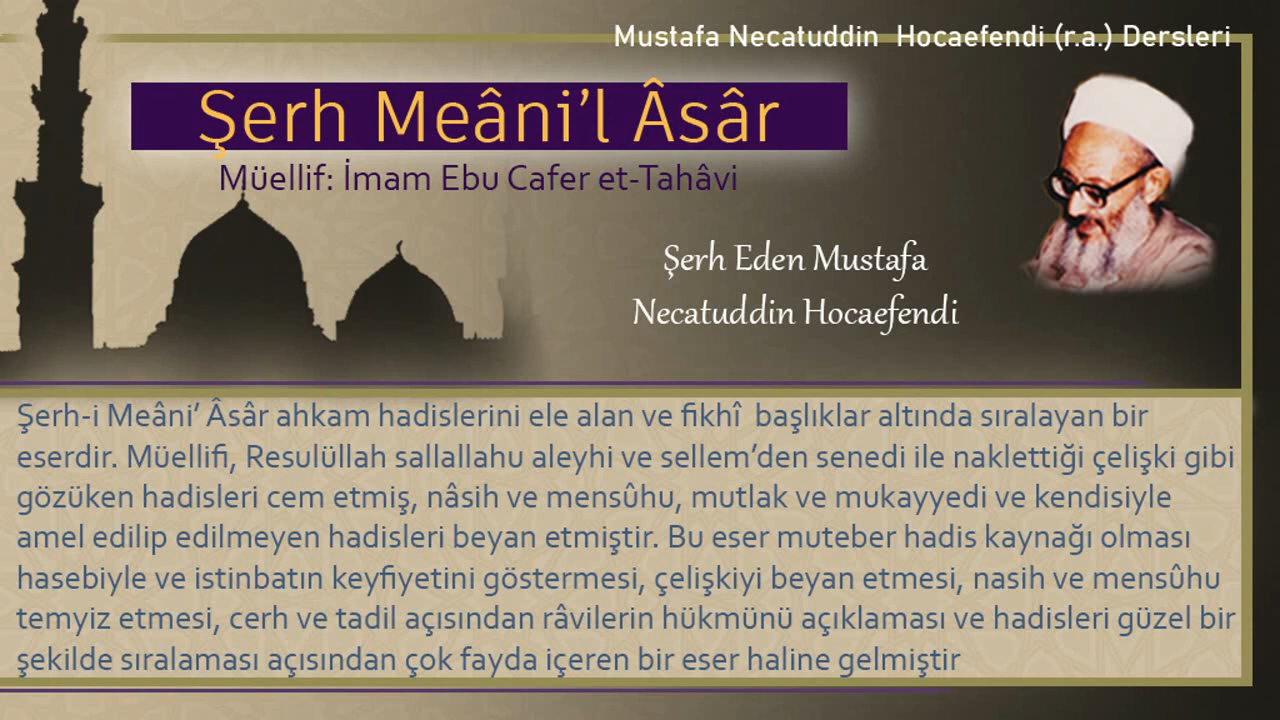 Mustafa Necatuddin Hocaefendi (r.a.) Dersleri
Şerh Meâni’l Âsâr
Müellif: İmam Ebu Cafer et-Tahâvi
Şerh Eden Mustafa
Necatuddin Hocaefendi
Şerh-i Meâni’ Âsâr ahkam hadislerini ele alan ve fikhî başlıklar altında sıralayan bir
eserdir. Müellifi, Resulüllah sallallahu aleyhi ve sellem’den senedi ile naklettiği çelişki gibi
gözüken hadisleri cem etmiş, nâsih ve mensûhu, mutlak ve mukayyedi ve kendisiyle
amel edilip edilmeyen hadisleri beyan etmiştir. Bu eser muteber hadis kaynağı olması
hasebiyle ve istinbatın keyfiyetini göstermesi, çelişkiyi beyan etmesi, nasih ve mensûhu
temyiz etmesi, cerh ve tadil açısından râvilerin hükmünü açıklaması ve hadisleri güzel bir
şekilde sıralaması açısından çok fayda içeren bir eser haline gelmiştir